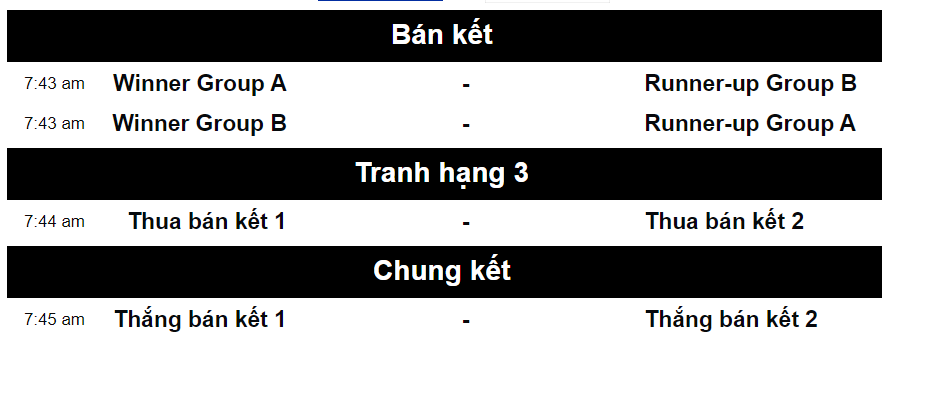 Bán kết
7:43 am Winner Group A - Runner-up Group B
7:43 am Winner Group B - Runner-up Group A
Tranh hạng 3
7:44 am Thua bán kết 1 - Thua bán kết 2
Chung kết
7:45 am Thắng bán kết 1 - Thắng bán kết 2